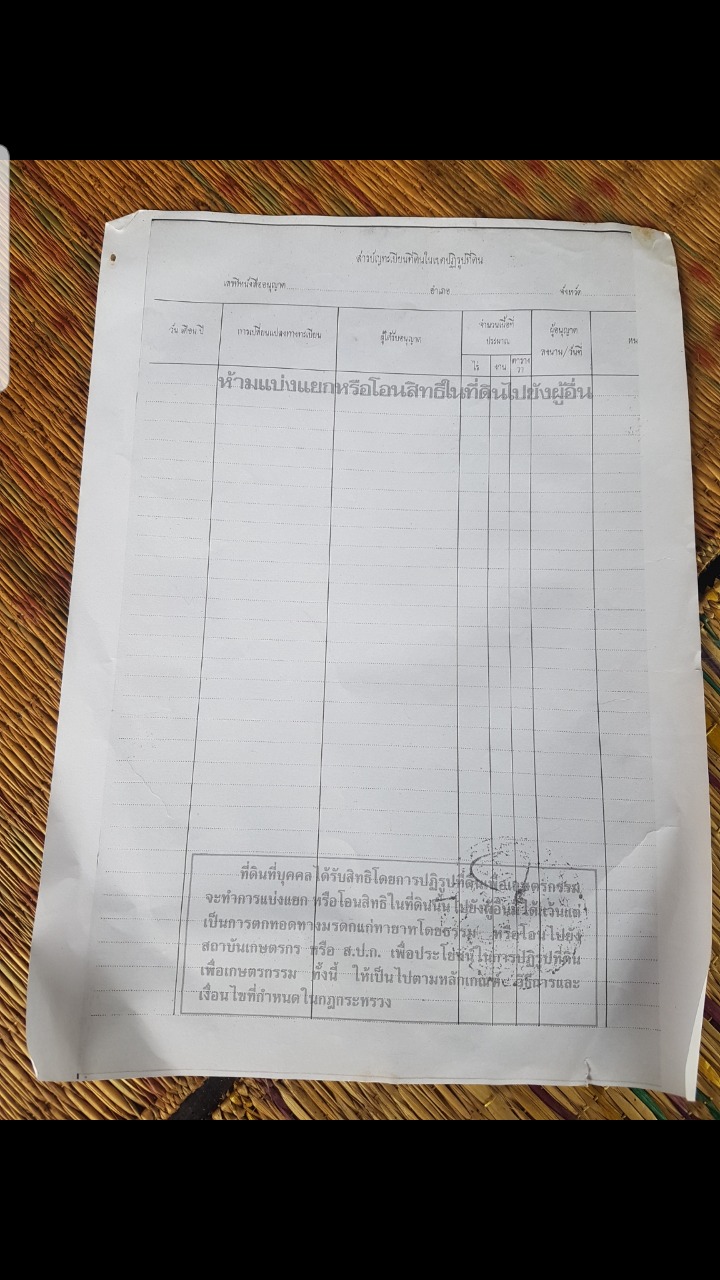 สารบัญทะเบียนที่ดินในเขตปฏิรูปที่ดิน
เลขที่หนังสืออนุญาต อำเภอ จังหวัด
วัน เดือน ปี
การเปลี่ยนแปลงทางทะเบียน
ผู้ได้รับอนุญาต
จำนวนเนื้อที่
ประมาณ
ไร่ งาน ตาราง
วา
ผู้อนุญาต
ลงนาม/วันที่
ห้ามแบ่งแยกหรือโอนสิทธิในที่ดินไปยังผู้อื่น
ที่ดินที่บุคคลได้รับสิทธิโดยการปฏิรูปที่ดินเพื่อเกษตรกรรม
จะทำการแบ่งแยก หรือโอนสิทธิในที่ดินนั้น ไปยังผู้อื่นมิได้เว้นแต่
เป็นการตกทอดทางมรดกแก่ทายาทโดยธรรม หรือโอนไปยัง
สถาบันเกษตรกร หรือ ส.ป.ก. เพื่อประโยชน์ในการปฏิรูปที่ดิน
เพื่อเกษตรกรรม ทั้งนี้ ให้เป็นไปตามหลักเกณฑ์ วิธีการและ
เงื่อนไขที่กำหนดในกฎกระทรวง